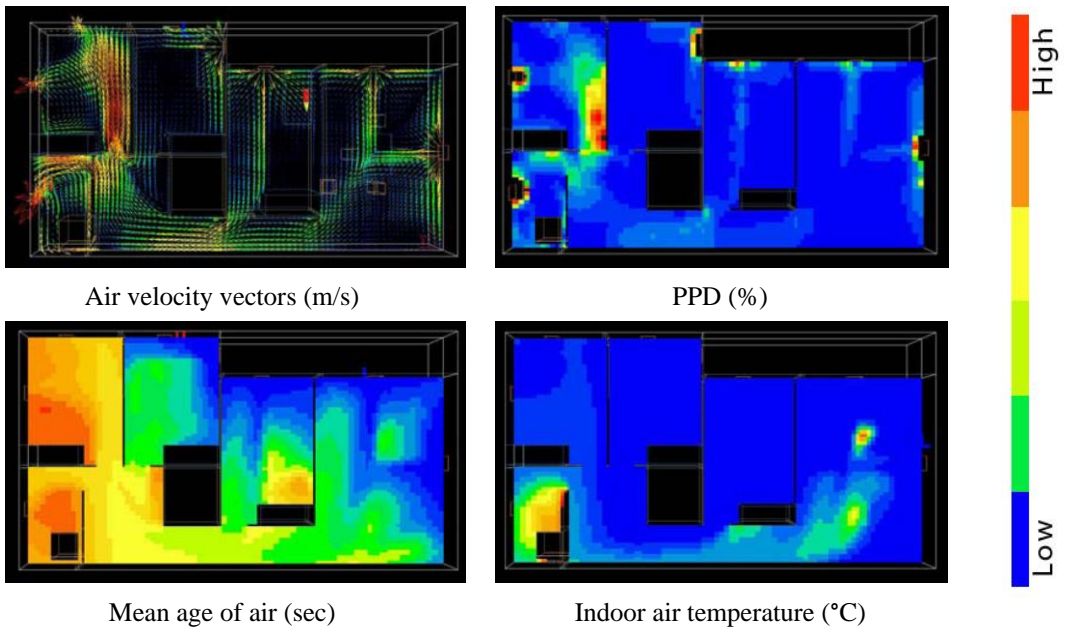 Air velocity vectors (m/s)
PPD (%)
Mean age of air (sec)
Indoor air temperature (°C)
High
Low